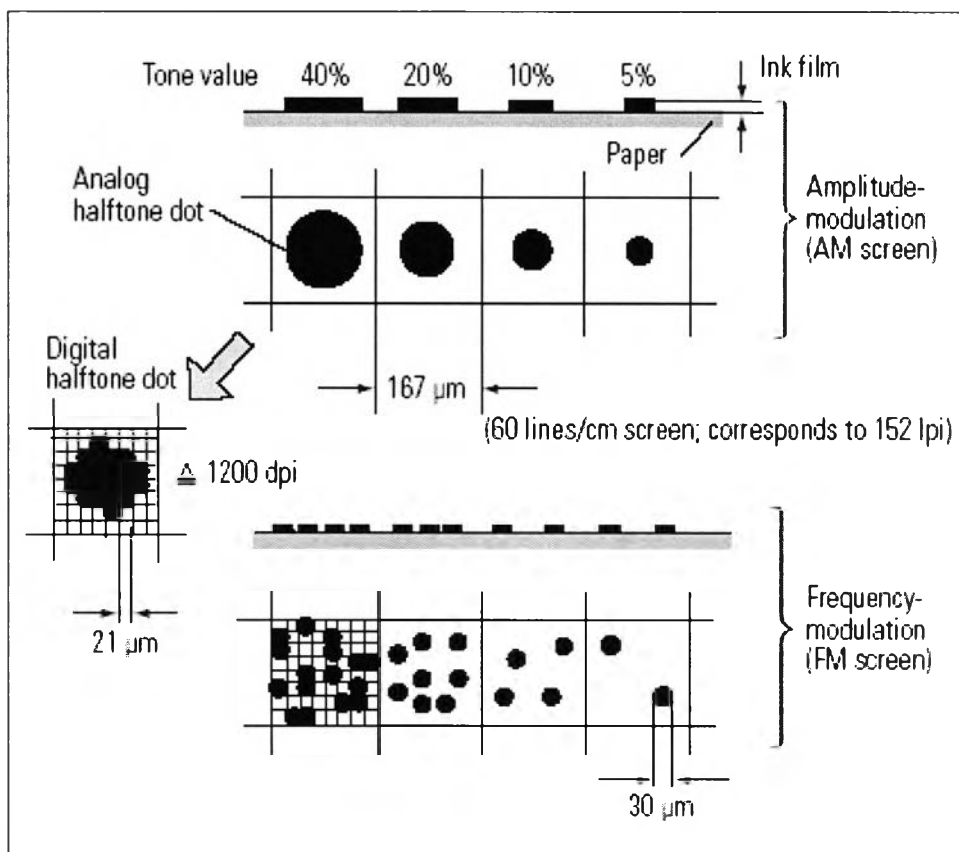 Tone value 40% 20% 10% 5% Ink film
Paper
Analog
halftone dot
Amplitude-
modulation
(AM screen)
Digital
halftone dot
167 µm
(60 lines/cm screen; corresponds to 152 lpi)
≙ 1200 dpi
21 µm
Frequency-
modulation
(FM screen)
30 µm